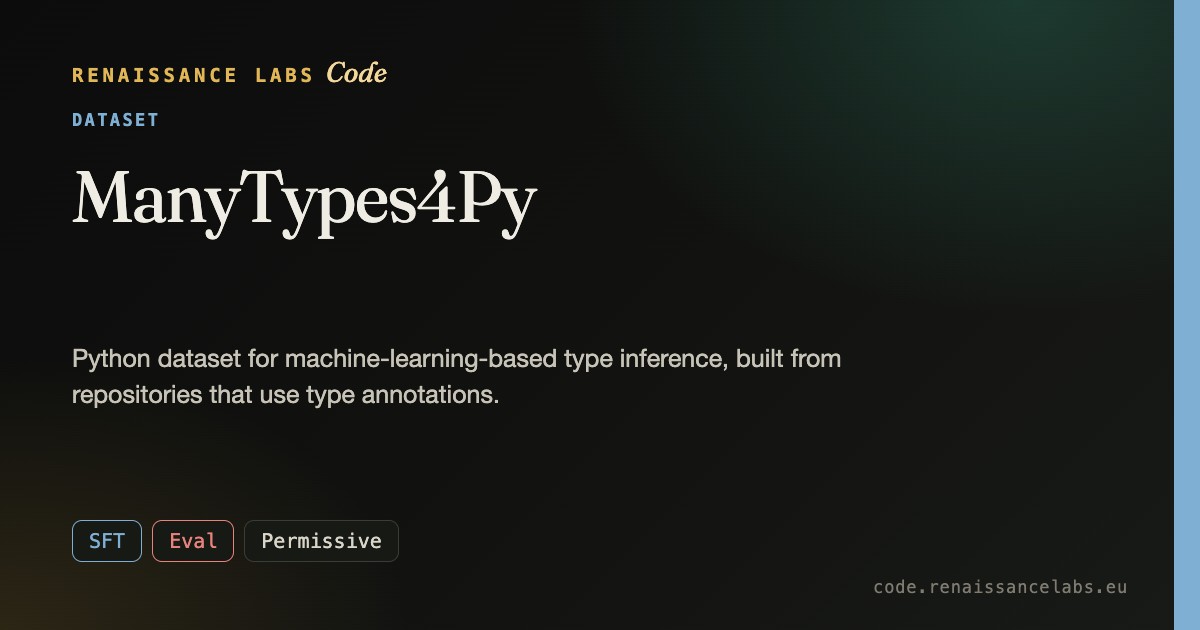 RENAISSANCE LABS Code
DATASET
ManyTypes4Py
Python dataset for machine-learning-based type inference, built from
repositories that use type annotations.
SFT Eval Permissive
code.renaissancelabs.eu